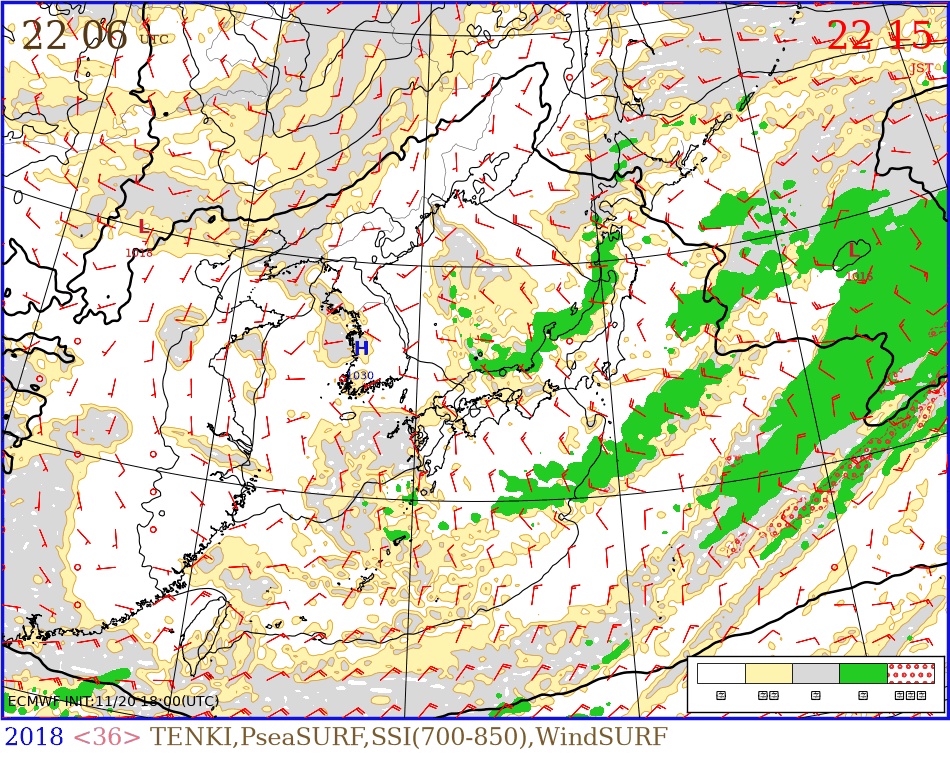 22 06 UTC
22 15
JST
L
1018
L
1016
H
1030
ECMWF INIT:11/20 18:00(UTC)
2018 <36> TENKI,PseaSURF,SSI(700-850),WindSURF